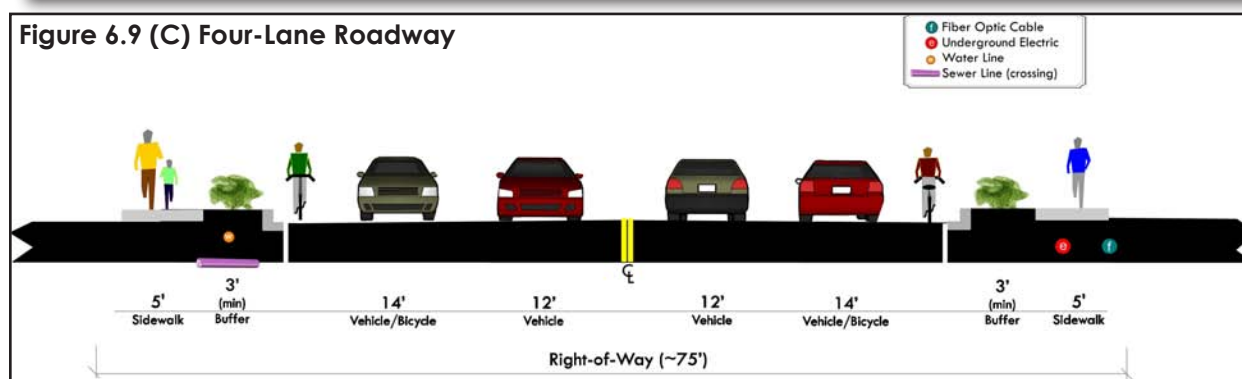 Figure 6.9 (C) Four-Lane Roadway
f Fiber Optic Cable
e Underground Electric
Water Line
Sewer Line (crossing)
e f
℄
5' 3' 14' 12' 12' 14' 3' 5'
(min) (min)
Sidewalk Buffer Vehicle/Bicycle Vehicle Vehicle Vehicle/Bicycle Buffer Sidewalk
Right-of-Way (~75')